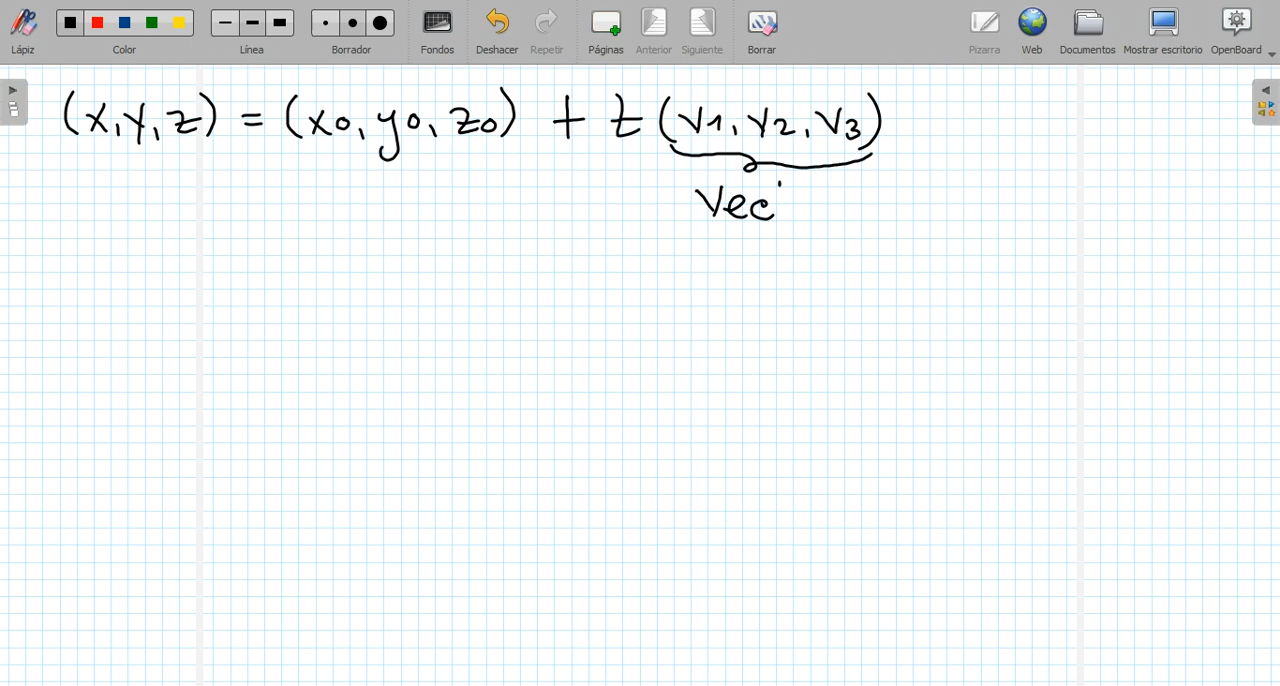 Lápiz Color Línea Borrador Fondos Deshacer Repetir Páginas Anterior Siguiente Borrar Pizarra Web Documentos Mostrar escritorio OpenBoard
(x, y, z) = (x0, y0, z0) + t (v1, v2, v3)
Vec